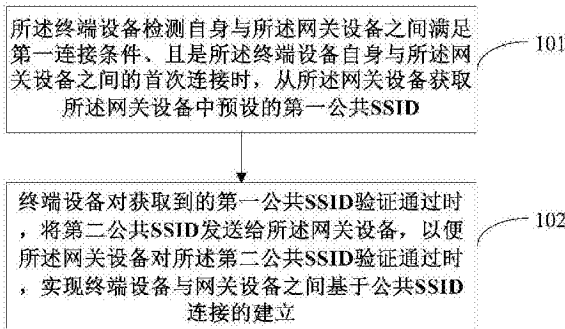 所述终端设备检测自身与所述网关设备之间满足
第一连接条件、且是所述终端设备自身与所述网
关设备之间的首次连接时，从所述网关设备获取
所述网关设备中预设的第一公共SSID
101
终端设备对获取到的第一公共SSID验证通过时
，将第二公共SSID发送给所述网关设备，以便
所述网关设备对所述第二公共SSID验证通过时
，实现终端设备与网关设备之间基于公共SSID
连接的建立
102